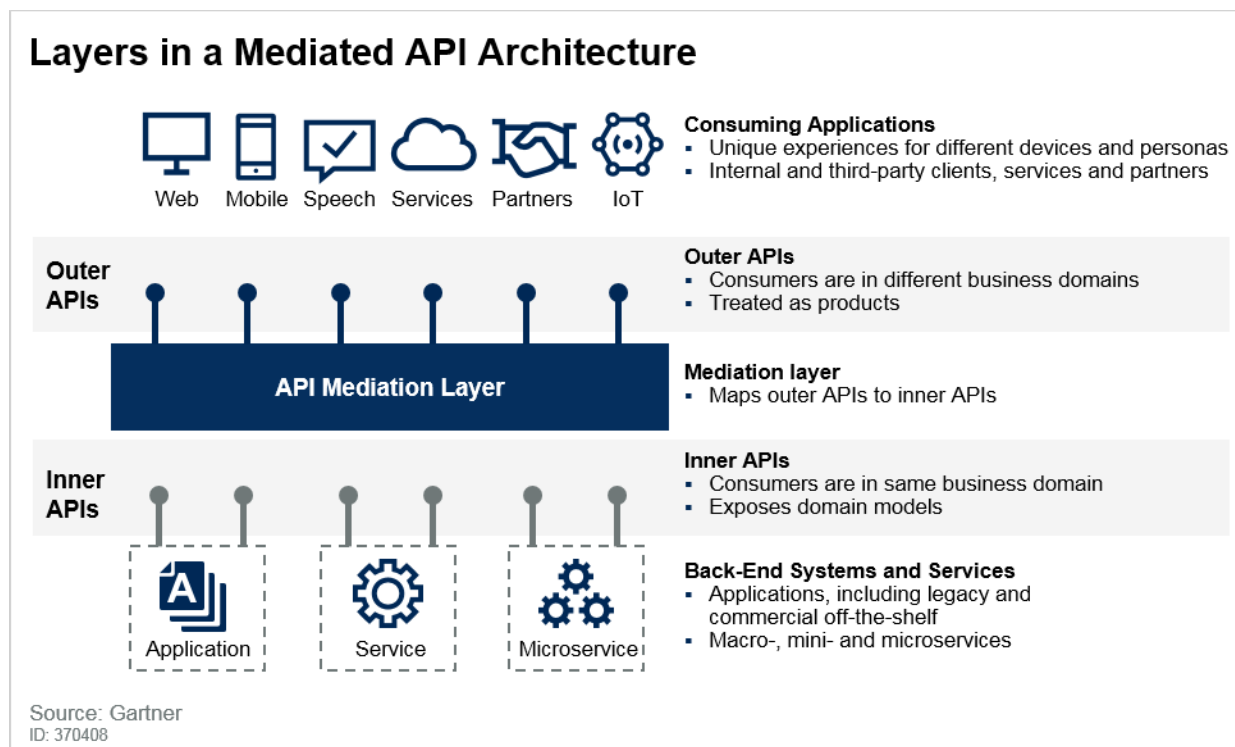 Layers in a Mediated API Architecture
Web
Mobile
Speech
Services
Partners
IoT
Consuming Applications
▪ Unique experiences for different devices and personas
▪ Internal and third-party clients, services and partners
Outer
APIs
Outer APIs
▪ Consumers are in different business domains
▪ Treated as products
API Mediation Layer
Mediation layer
▪ Maps outer APIs to inner APIs
Inner
APIs
Inner APIs
▪ Consumers are in same business domain
▪ Exposes domain models
A
Application
Service
Microservice
Back-End Systems and Services
▪ Applications, including legacy and
commercial off-the-shelf
▪ Macro-, mini- and microservices
Source: Gartner
ID: 370408